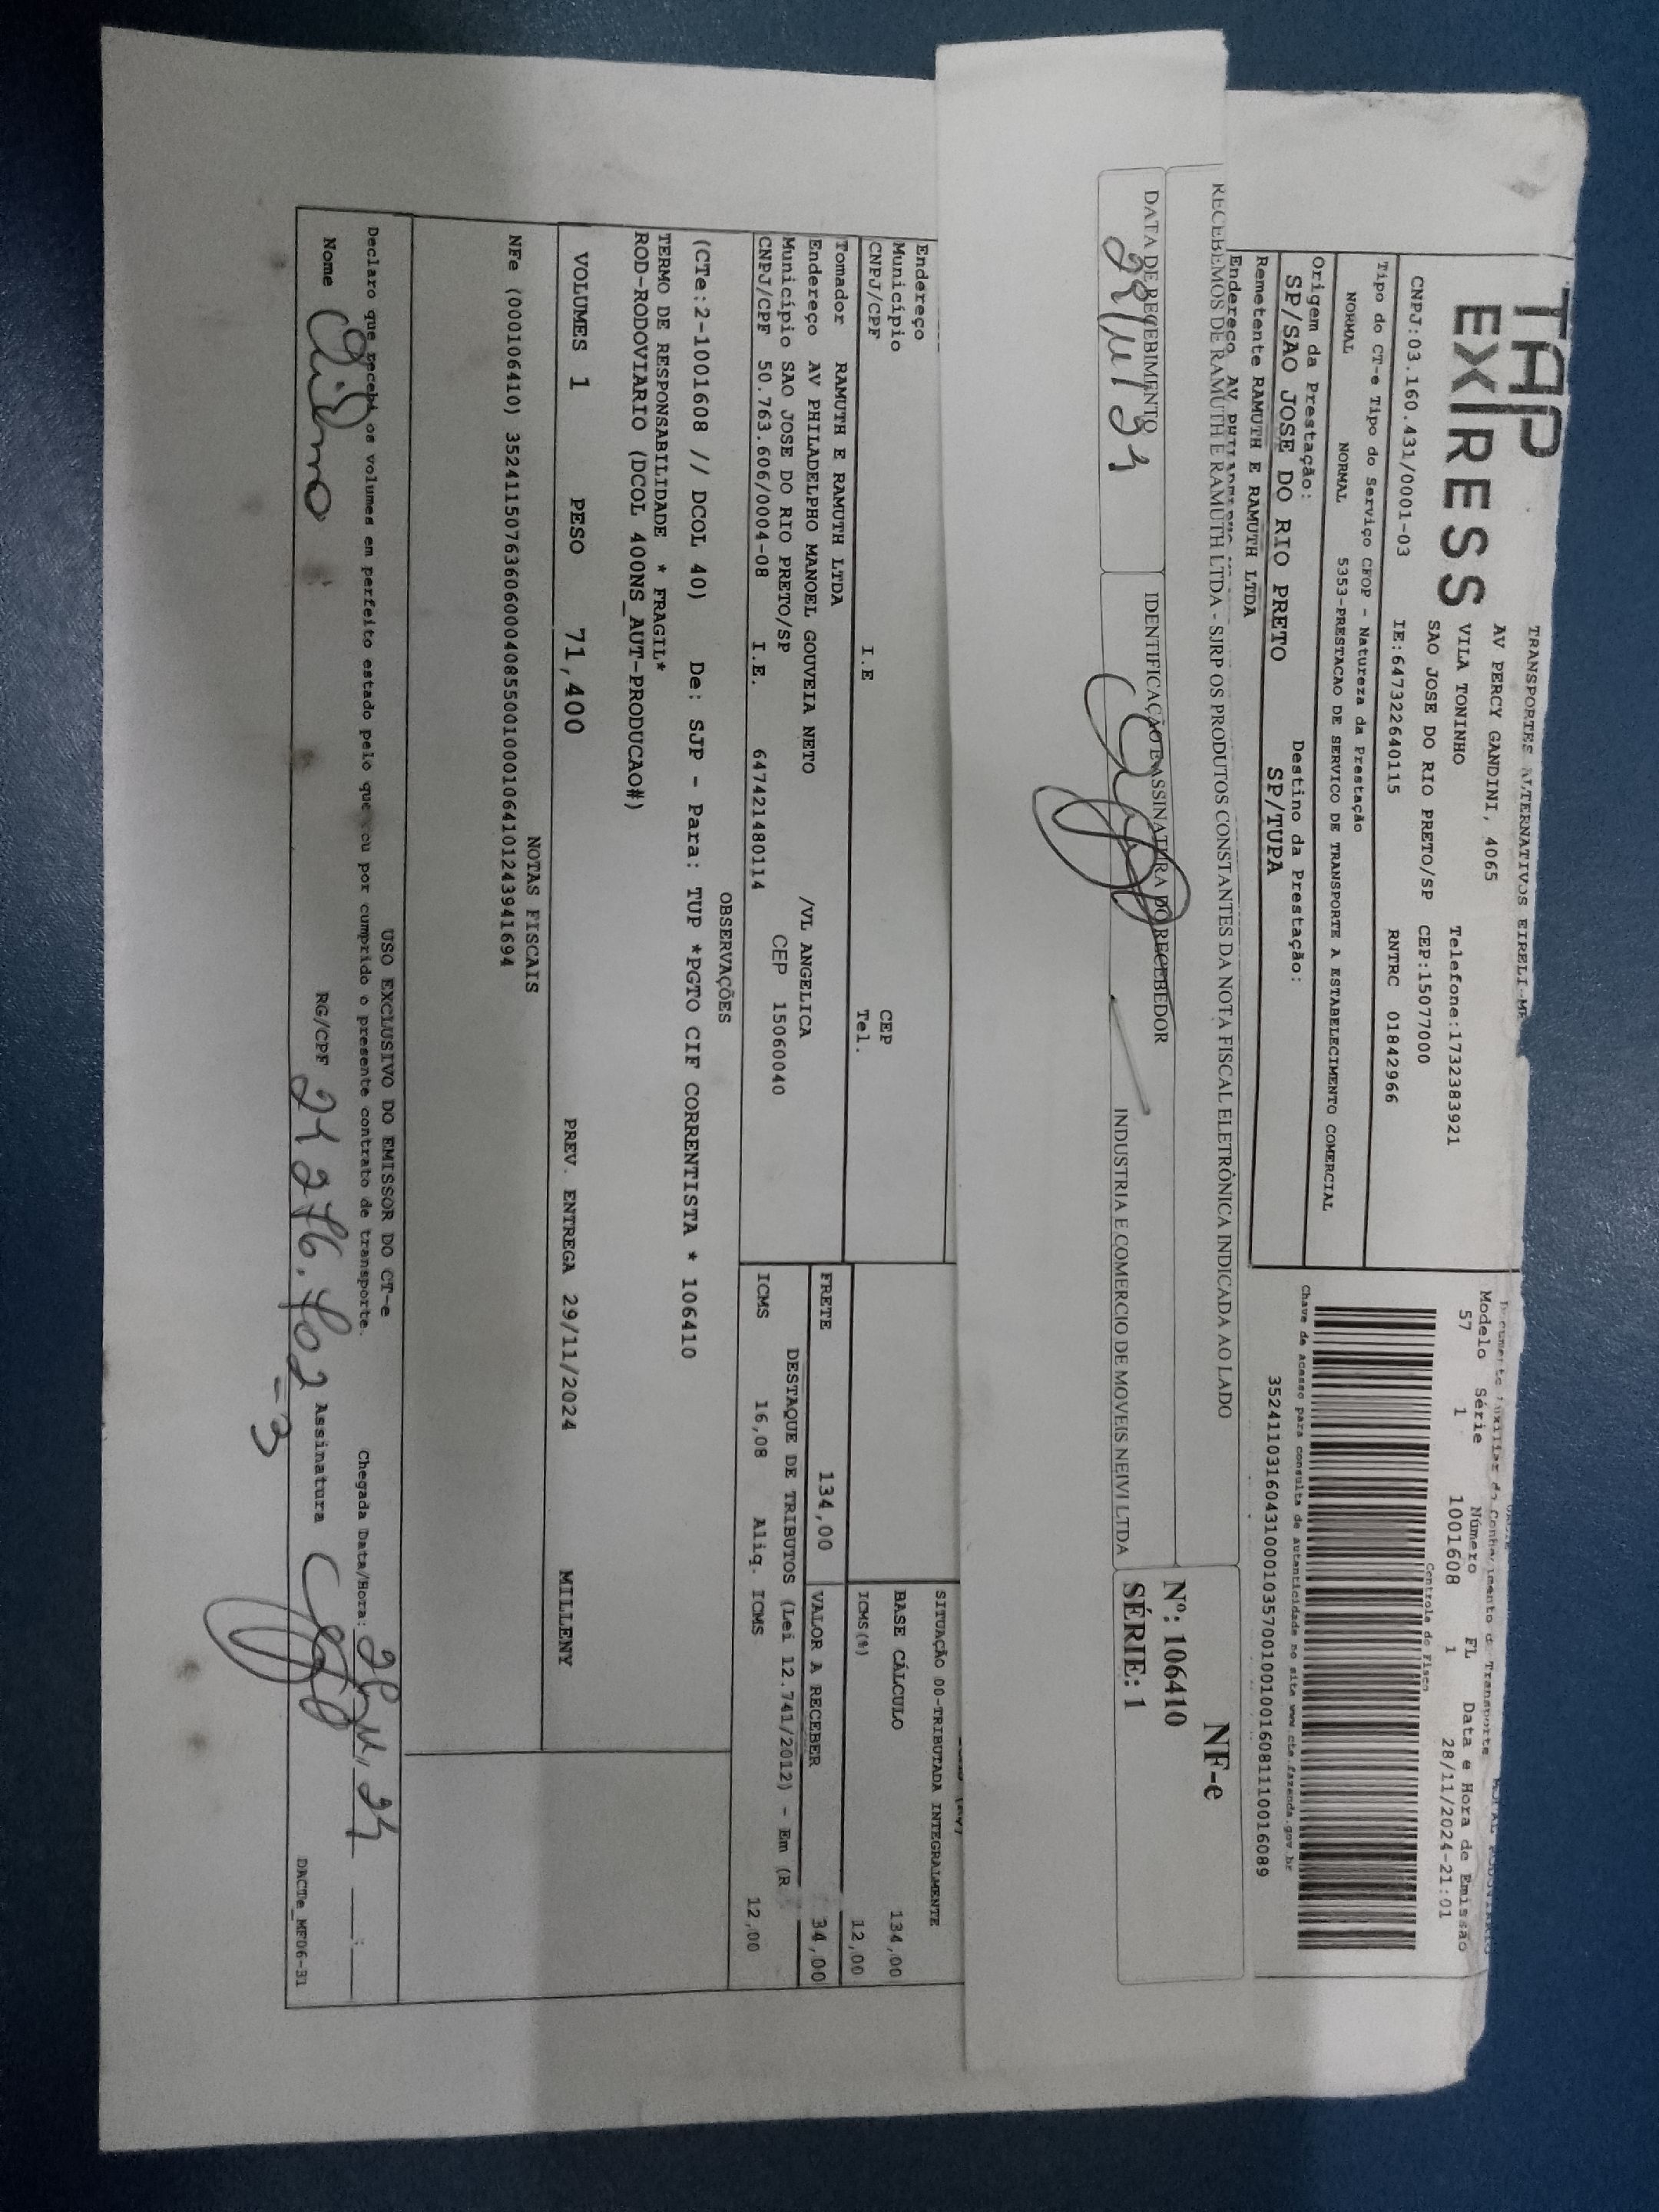 TAP
EXPRESS
TRANSPORTES ALTERNATIVOS EIRELI-ME
AV PERCY GANDINI, 4065
VILA TONINHO Telefone:1732383921
SAO JOSE DO RIO PRETO/SP CEP:15077000
CNPJ:03.160.431/0001-03 IE:647322640115 RNTRC 01842966
Documento Auxiliar do Conhecimento de Transporte
Modelo Série Número FL Data e Hora de Emissão
57 1 1001608 1 28/11/2024-21:01
Controle do Fisco
Chave de acesso para consulta de autenticidade no site www.cte.fazenda.gov.br
Tipo do CT-e Tipo do Serviço CFOP - Natureza da Prestação
NORMAL NORMAL 5353-PRESTACAO DE SERVICO DE TRANSPORTE A ESTABELECIMENTO COMERCIAL
Origem da Prestação: Destino da Prestação:
SP/SAO JOSE DO RIO PRETO SP/TUPA
Remetente RAMUTH E RAMUTH LTDA
Endereço AV
RECEBEMOS DE RAMUTH E RAMUTH LTDA - SJRP OS PRODUTOS CONSTANTES DA NOTA FISCAL ELETRÔNICA INDICADA AO LADO
NF-e
Nº: 106410
SÉRIE: 1
DATA DE RECEBIMENTO IDENTIFICAÇÃO E ASSINATURA DO RECEBEDOR
INDUSTRIA E COMERCIO DE MOVEIS NEIVI LTDA
Endereço
Município CEP
CNPJ/CPF I.E Tel.
SITUAÇÃO 00-TRIBUTADA INTEGRALMENTE
BASE CÁLCULO 134,00
ICMS(%) 12,00
Tomador RAMUTH E RAMUTH LTDA
Endereço AV PHILADELPHO MANOEL GOUVEIA NETO /VL ANGELICA
Município SAO JOSE DO RIO PRETO/SP CEP 15060040
CNPJ/CPF 50.763.606/0004-08 I.E. 647421480114
FRETE 134,00 VALOR A RECEBER 34,00
DESTAQUE DE TRIBUTOS (Lei 12.741/2012) - Em (R
ICMS 16,08 Aliq. ICMS 12,00
OBSERVAÇÕES
(CTe:2-1001608 // DCOL 40) De: SJP - Para: TUP *PGTO CIF CORRENTISTA * 106410
TERMO DE RESPONSABILIDADE * FRAGIL*
ROD-RODOVIARIO (DCOL 400NS_AUT-PRODUCAO#)
VOLUMES 1 PESO 71,400 PREV. ENTREGA 29/11/2024 MILLENY
NOTAS FISCAIS
NFe (000106410) 35241150763606000408550010001064101243941694
USO EXCLUSIVO DO EMISSOR DO CT-e
Declaro que recebi os volumes em perfeito estado pelo que dou por cumprido o presente contrato de transporte. Chegada Data/Hora:
Nome RG/CPF Assinatura
DACTe_MF06-31